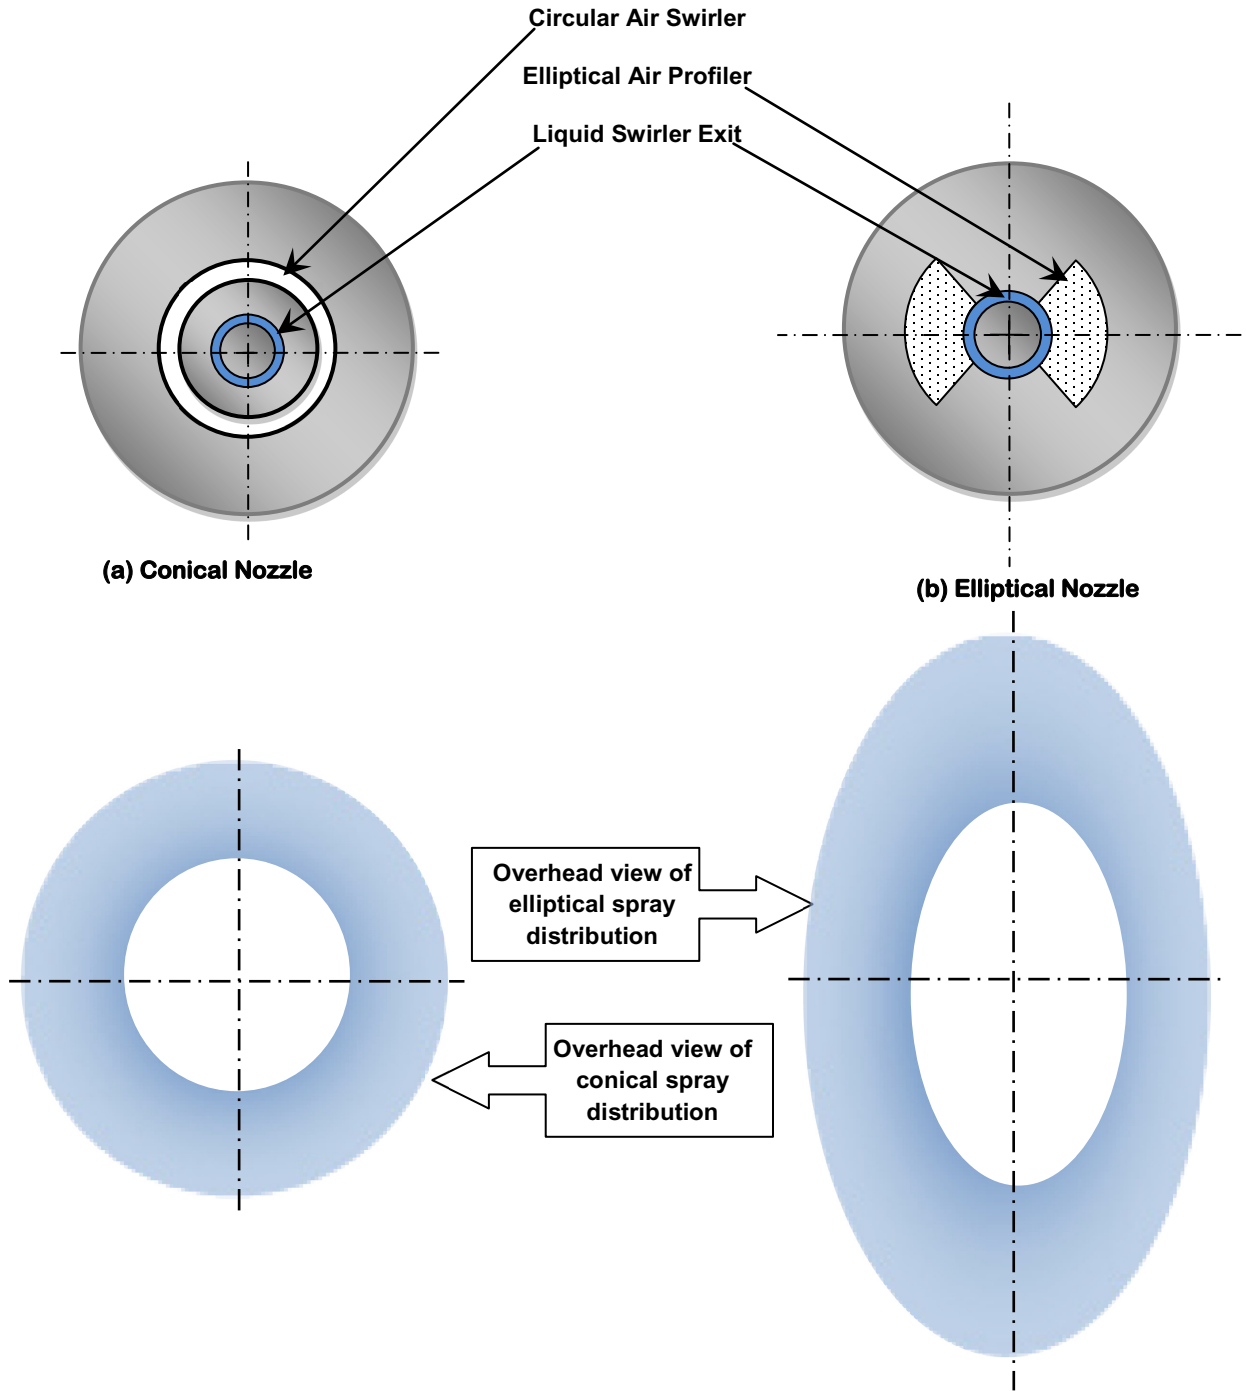 Circular Air Swirler
Elliptical Air Profiler
Liquid Swirler Exit
(a) Conical Nozzle
(b) Elliptical Nozzle
Overhead view of
elliptical spray
distribution
Overhead view of
conical spray
distribution